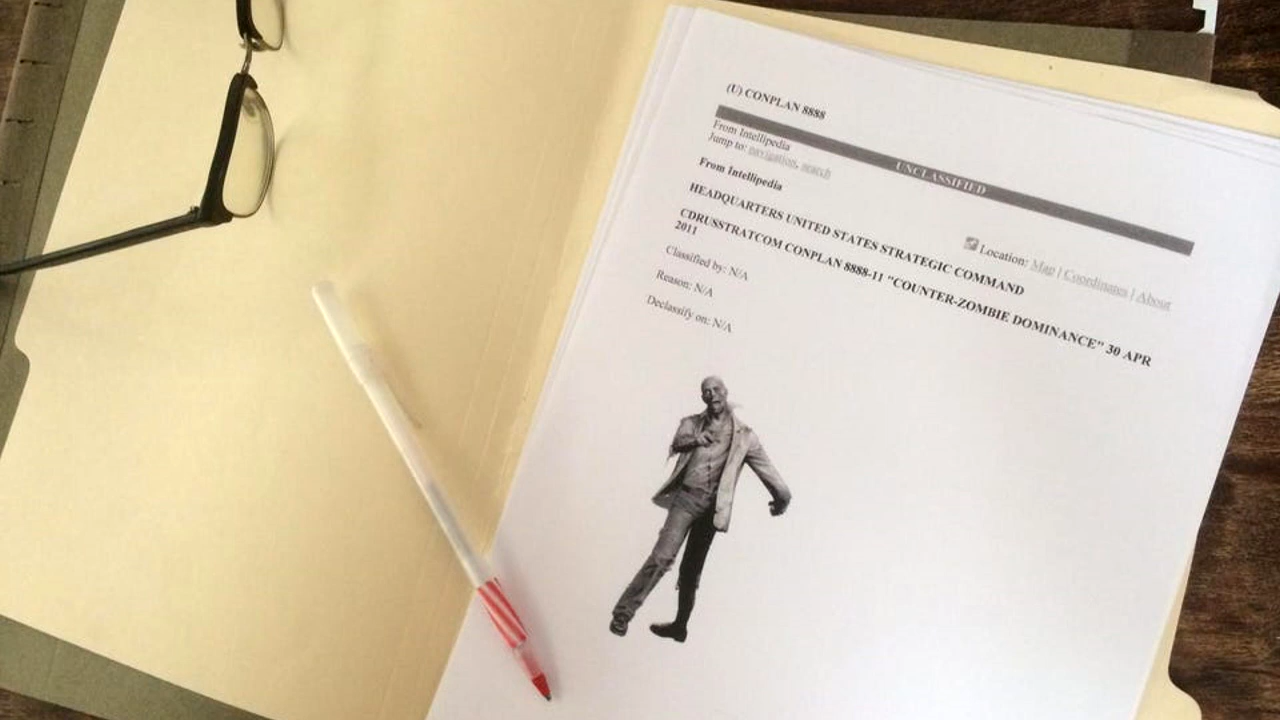 (U) CONPLAN 8888
UNCLASSIFIED
From Intellipedia
Jump to: navigation, search
From Intellipedia
Location: Map | Coordinates | About
HEADQUARTERS UNITED STATES STRATEGIC COMMAND
CDRUSSTRATCOM CONPLAN 8888-11 "COUNTER-ZOMBIE DOMINANCE" 30 APR
2011
Classified by: N/A
Reason: N/A
Declassify on: N/A